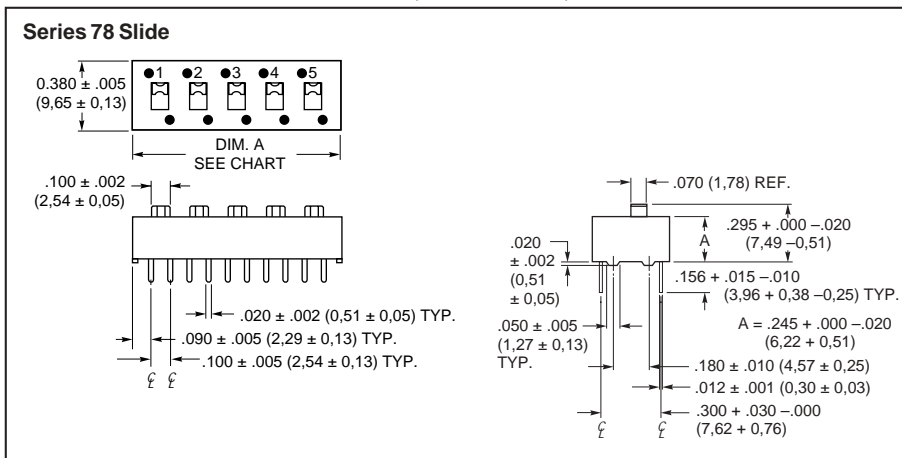 Series 78 Slide
1 2 3 4 5
0.380 ± .005
(9,65 ± 0,13)
DIM. A
SEE CHART
.100 ± .002
(2,54 ± 0,05)
.020 ± .002 (0,51 ± 0,05) TYP.
.090 ± .005 (2,29 ± 0,13) TYP.
.100 ± .005 (2,54 ± 0,13) TYP.
℄ ℄
.070 (1,78) REF.
.295 + .000 –.020
(7,49 –0,51)
A
.020
± .002
(0,51
± 0,05)
.156 + .015 –.010
(3,96 + 0,38 –0,25) TYP.
.050 ± .005
(1,27 ± 0,13)
TYP.
A = .245 + .000 –.020
(6,22 + 0,51)
.180 ± .010 (4,57 ± 0,25)
.012 ± .001 (0,30 ± 0,03)
.300 + .030 –.000
(7,62 + 0,76)
℄ ℄